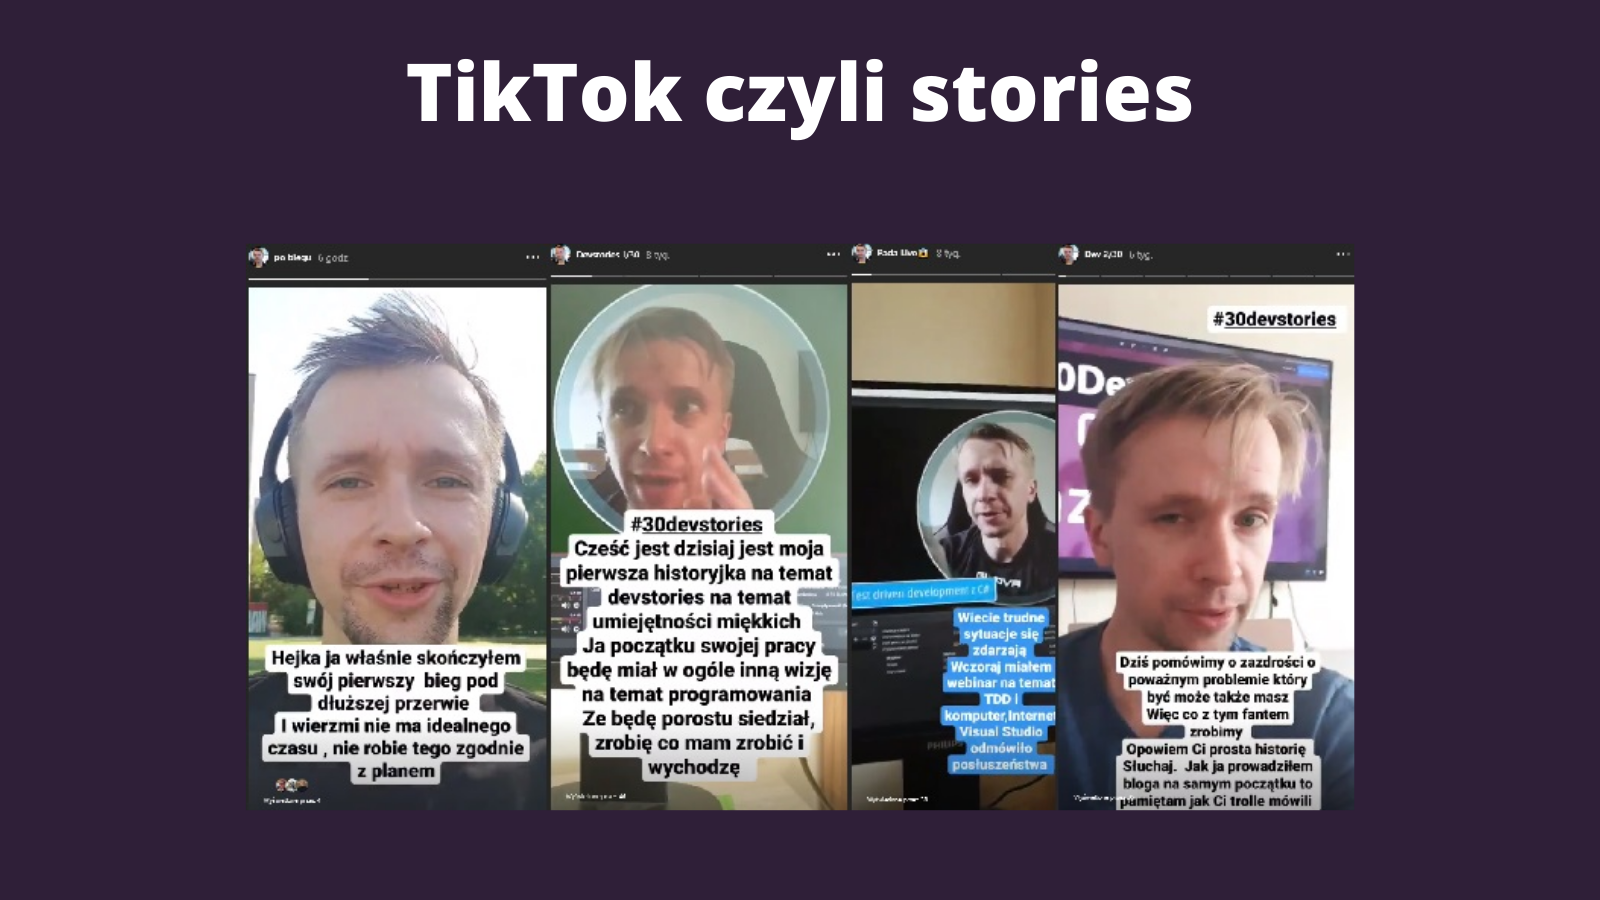 TikTok czyli stories
po biegu 6 godz.
Hejka ja właśnie skończyłem
swój pierwszy bieg pod
dłuższej przerwie
I wierzmi nie ma idealnego
czasu , nie robie tego zgodnie
z planem
Devstories 1/30 8 tyg.
#30devstories
Cześć jest dzisiaj jest moja
pierwsza historyjka na temat
devstories na temat
umiejętności miękkich
Ja początku swojej pracy
będę miał w ogóle inną wizję
na temat programowania
Ze będę porostu siedział,
zrobię co mam zrobić i
wychodzę
8 tyg.
Test driven development z C#
PHILIPS
Wiecie trudne
sytuacje się
zdarzają
Wczoraj miałem
webinar na temat
TDD I
komputer,Internet
Visual Studio
odmówiło
posłuszeństwa
Dev 2/30 6 tyg.
#30devstories
0De
Dziś pomówimy o zazdrości o
poważnym problemie który
być może także masz
Więc co z tym fantem
zrobimy
Opowiem Ci prosta historię
Słuchaj. Jak ja prowadziłem
bloga na samym początku to
pamiętam jak Ci trolle mówili